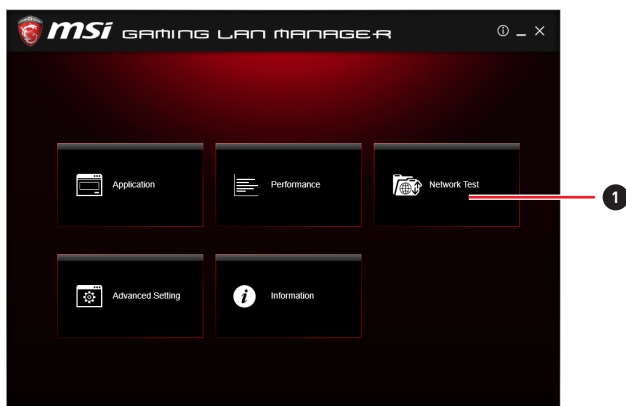 msi GAMING LAN MANAGER
Application
Performance
Network Test
1
Advanced Setting
Information